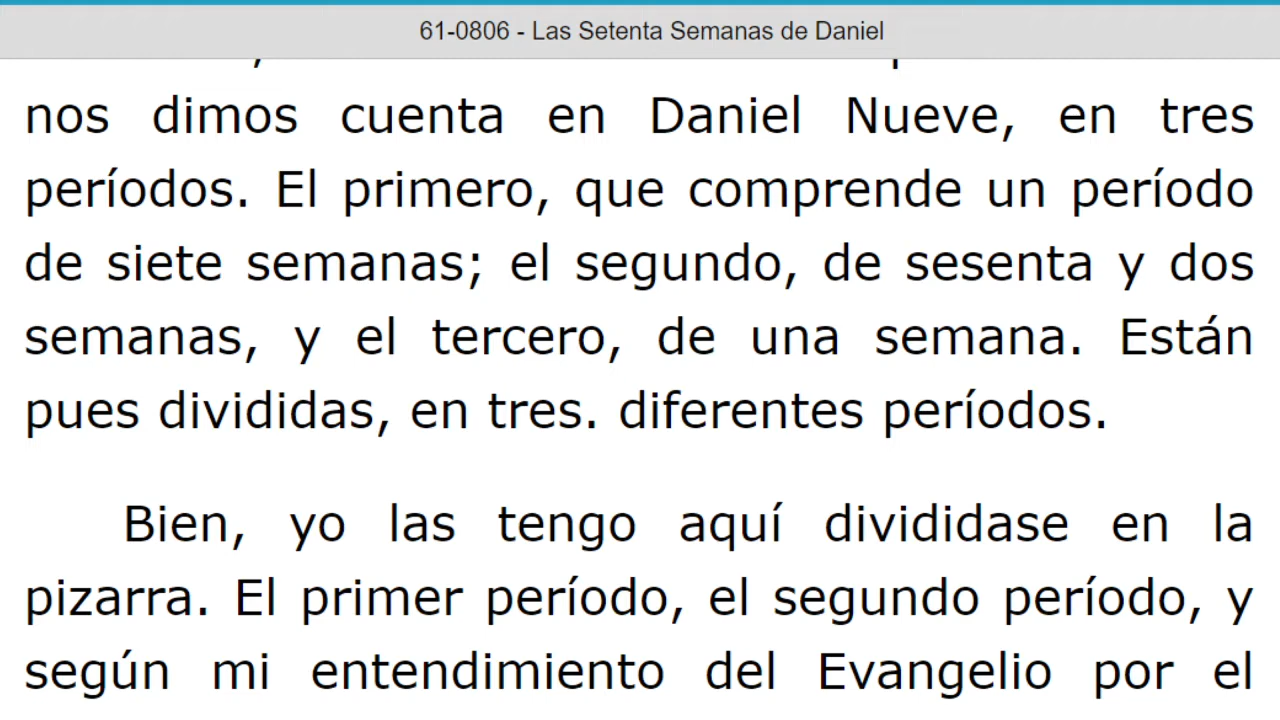 61-0806 - Las Setenta Semanas de Daniel
nos dimos cuenta en Daniel Nueve, en tres
períodos. El primero, que comprende un período
de siete semanas; el segundo, de sesenta y dos
semanas, y el tercero, de una semana. Están
pues divididas, en tres. diferentes períodos.
Bien, yo las tengo aquí divididase en la
pizarra. El primer período, el segundo período, y
según mi entendimiento del Evangelio por el